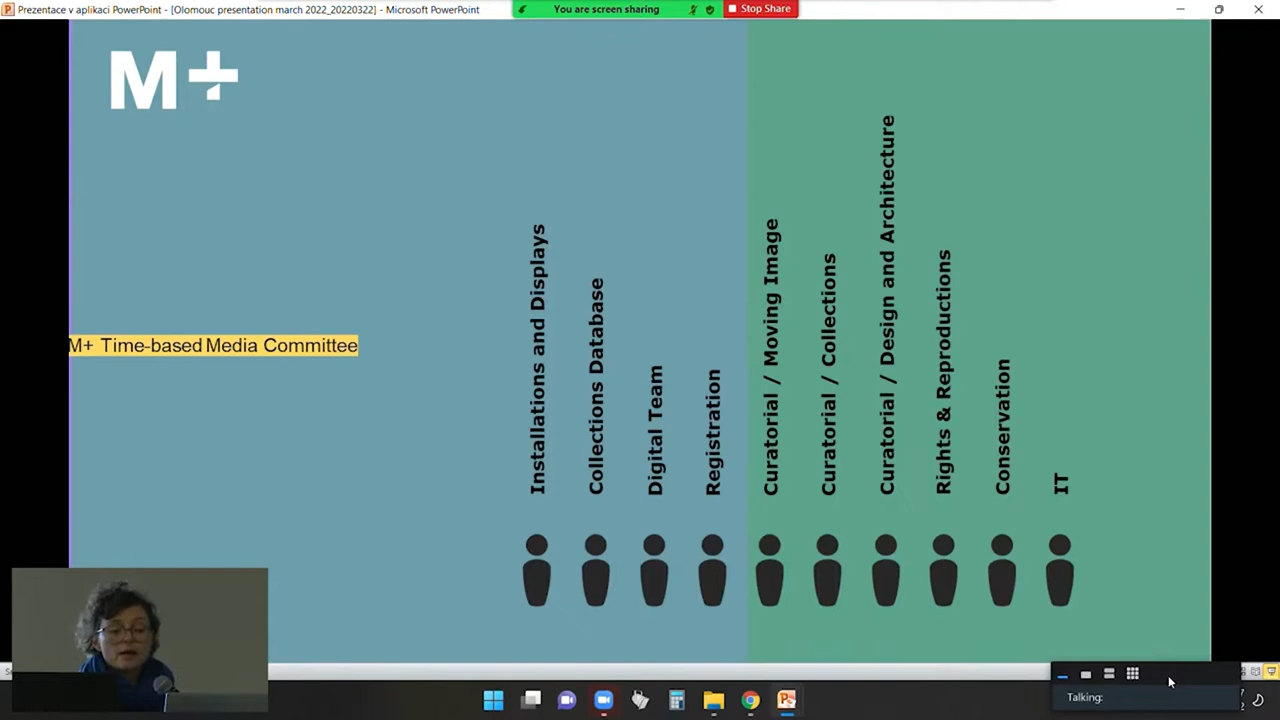 Prezentace v aplikaci PowerPoint - [Olomouc presentation march 2022_20220322] - Microsoft PowerPoint
You are screen sharing
Stop Share
M+
M+ Time-based Media Committee
Installations and Displays
Collections Database
Digital Team
Registration
Curatorial / Moving Image
Curatorial / Collections
Curatorial / Design and Architecture
Rights & Reproductions
Conservation
IT
Talking: